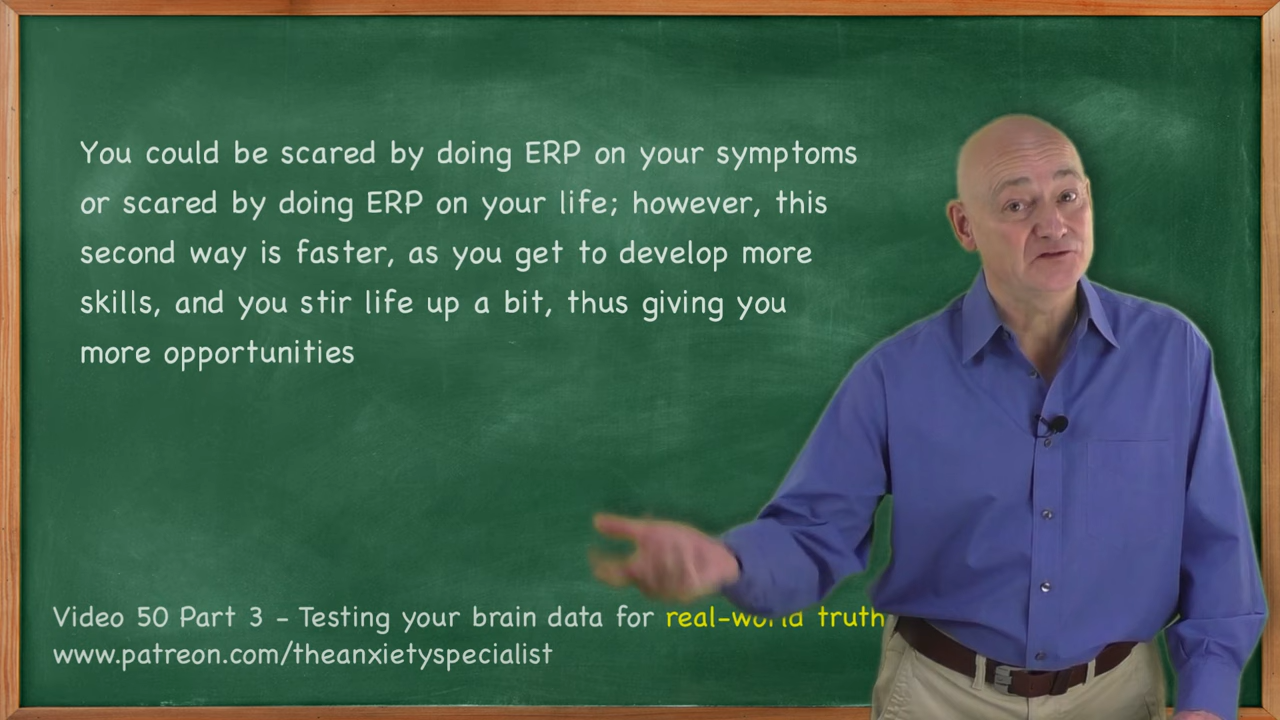 You could be scared by doing ERP on your symptoms
or scared by doing ERP on your life; however, this
second way is faster, as you get to develop more
skills, and you stir life up a bit, thus giving you
more opportunities
Video 50 Part 3 - Testing your brain data for real-world truth
www.patreon.com/theanxietyspecialist